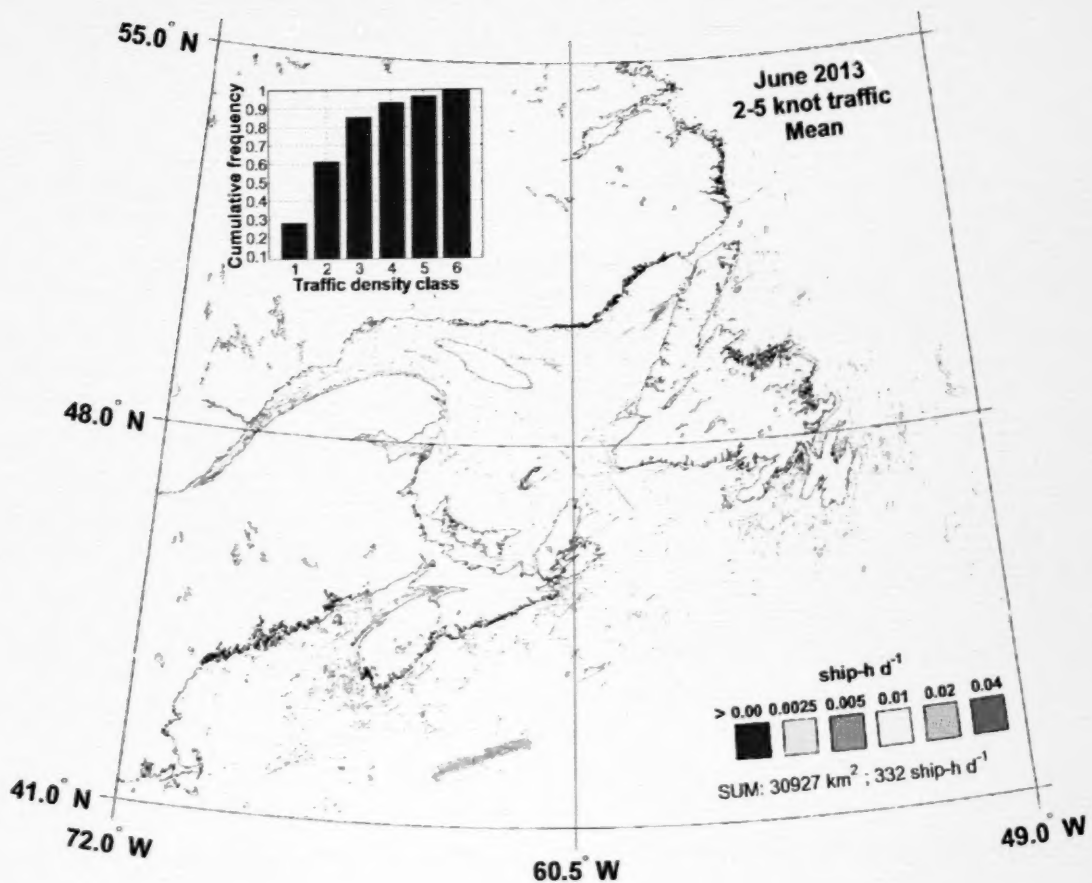 55.0° N
June 2013
2-5 knot traffic
Mean
Cumulative frequency
1
0.9
0.8
0.7
0.6
0.5
0.4
0.3
0.2
0.1
1 2 3 4 5 6
Traffic density class
48.0° N
ship-h d⁻¹
> 0.00 0.0025 0.005 0.01 0.02 0.04
SUM: 30927 km² ; 332 ship-h d⁻¹
41.0° N
72.0° W
60.5° W
49.0° W